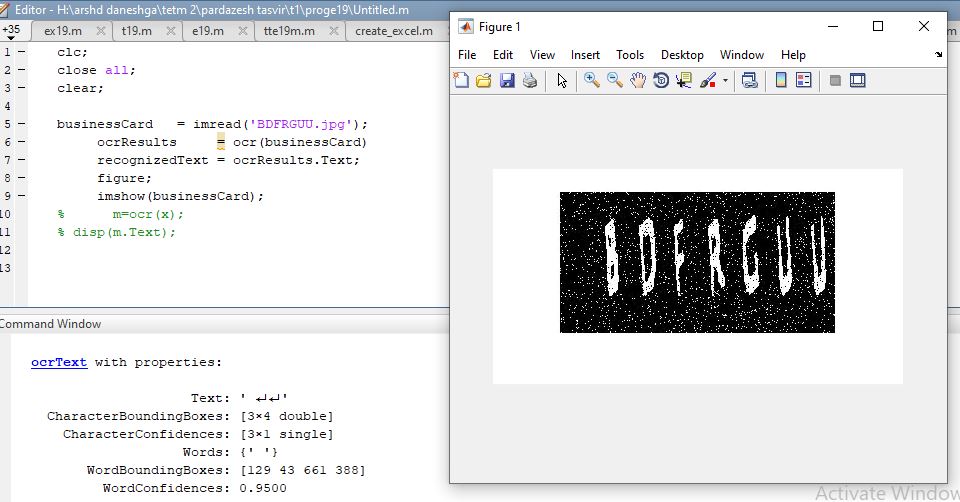 Editor - H:\arshd daneshga\tetm 2\pardazesh tasvir\t1\proge19\Untitled.m
+35 ex19.m t19.m e19.m tte19m.m create_excel.m
1 clc;
2 close all;
3 clear;
4
5 businessCard = imread('BDFRGUU.jpg');
6 ocrResults = ocr(businessCard)
7 recognizedText = ocrResults.Text;
8 figure;
9 imshow(businessCard);
10 % m=ocr(x);
11 % disp(m.Text);
12
13
Command Window
ocrText with properties:
Text: ' ↵↵'
CharacterBoundingBoxes: [3×4 double]
CharacterConfidences: [3×1 single]
Words: {' '}
WordBoundingBoxes: [129 43 661 388]
WordConfidences: 0.9500
Figure 1
File Edit View Insert Tools Desktop Window Help
BDFRGUU
Activate Window